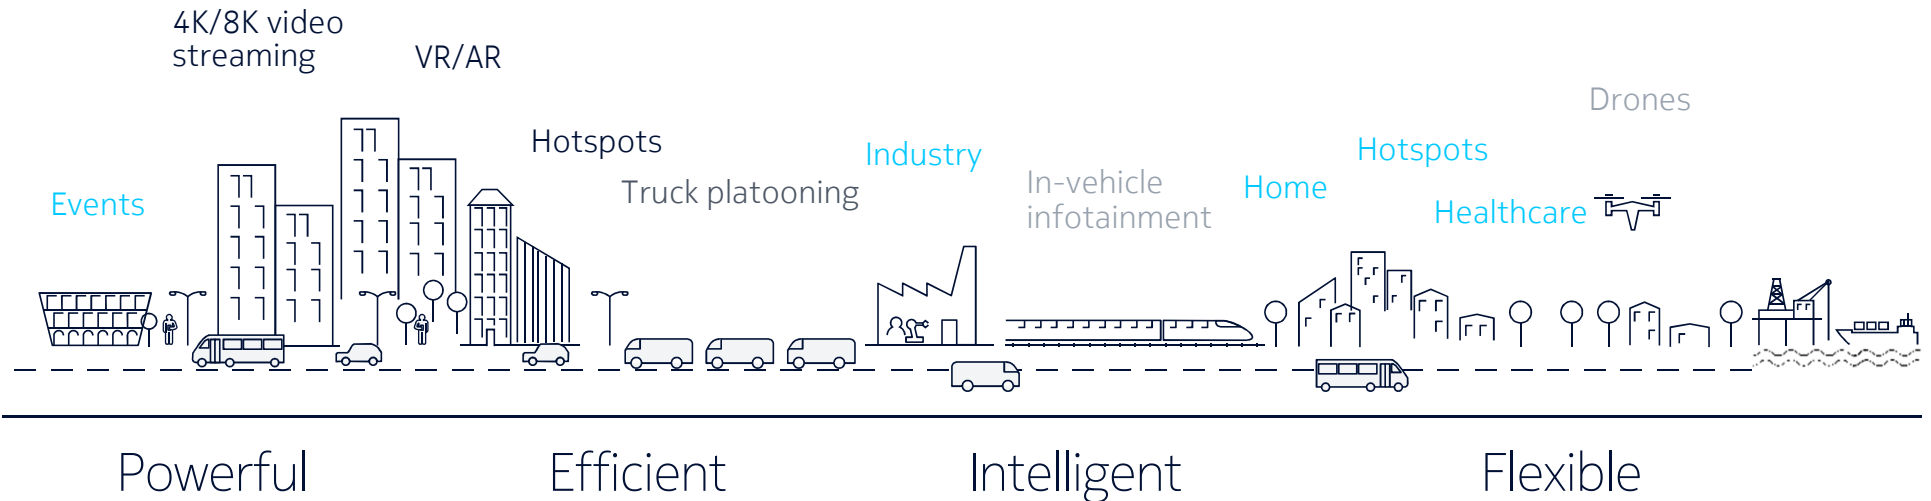 4K/8K video
streaming
VR/AR
Drones
Hotspots
Industry
Hotspots
In-vehicle
infotainment
Home
Truck platooning
Events
Healthcare
Powerful
Efficient
Intelligent
Flexible